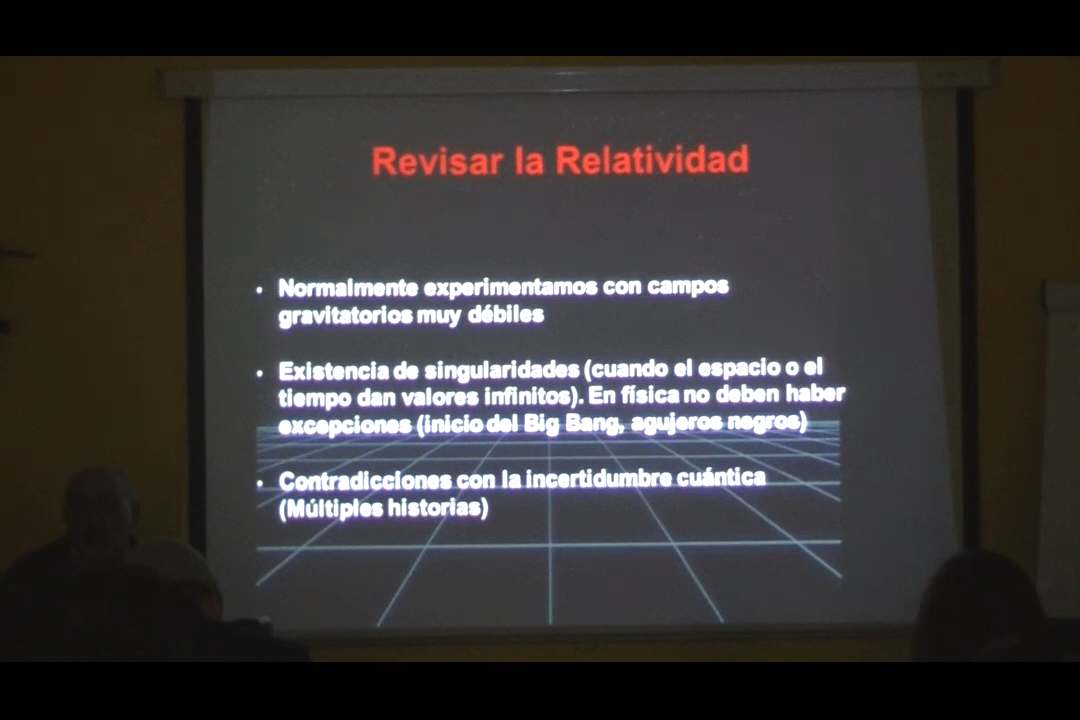 Revisar la Relatividad
• Normalmente experimentamos con campos
gravitatorios muy débiles
• Existencia de singularidades (cuando el espacio o el
tiempo dan valores infinitos). En física no deben haber
excepciones (inicio del Big Bang, agujeros negros)
• Contradicciones con la incertidumbre cuántica
(Múltiples historias)